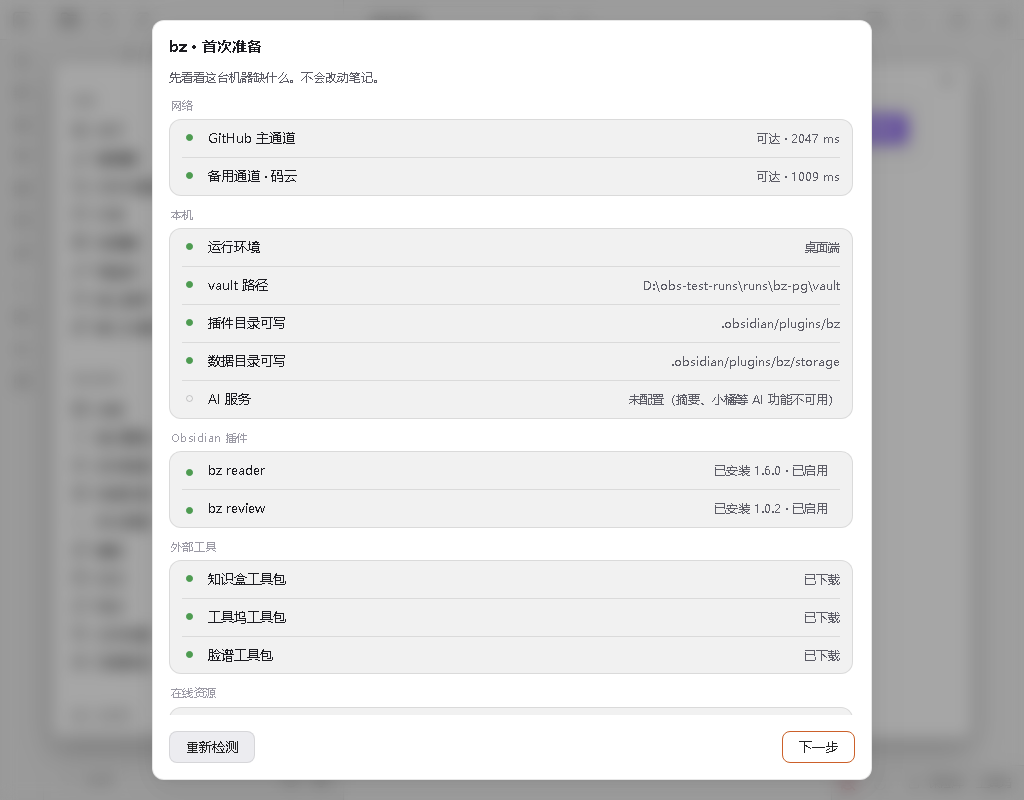 bz · 首次准备
先看看这台机器缺什么。不会改动笔记。
网络
GitHub 主通道 可达 · 2047 ms
备用通道 · 码云 可达 · 1009 ms
本机
运行环境 桌面端
vault 路径 D:\obs-test-runs\runs\bz-pg\vault
插件目录可写 .obsidian/plugins/bz
数据目录可写 .obsidian/plugins/bz/storage
AI 服务 未配置（摘要、小桶等 AI 功能不可用）
Obsidian 插件
bz reader 已安装 1.6.0 · 已启用
bz review 已安装 1.0.2 · 已启用
外部工具
知识盒工具包 已下载
工具坞工具包 已下载
脸谱工具包 已下载
在线资源
重新检测 下一步